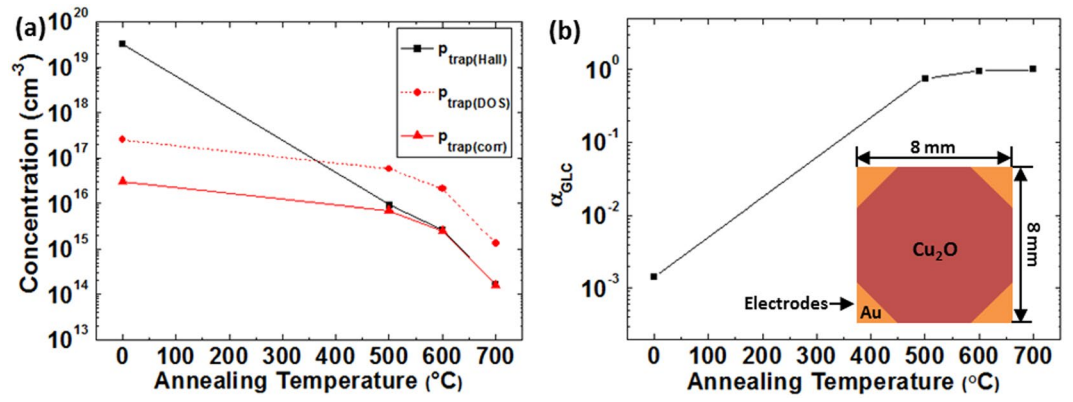 (a)
10^20
10^19
10^18
10^17
10^16
10^15
10^14
10^13
Concentration (cm^-3)
p_trap(Hall)
p_trap(DOS)
p_trap(corr)
0 100 200 300 400 500 600 700
Annealing Temperature (°C)
(b)
10^0
10^-1
10^-2
10^-3
α_GLC
8 mm
8 mm
Cu₂O
Electrodes
Au
0 100 200 300 400 500 600 700
Annealing Temperature (°C)